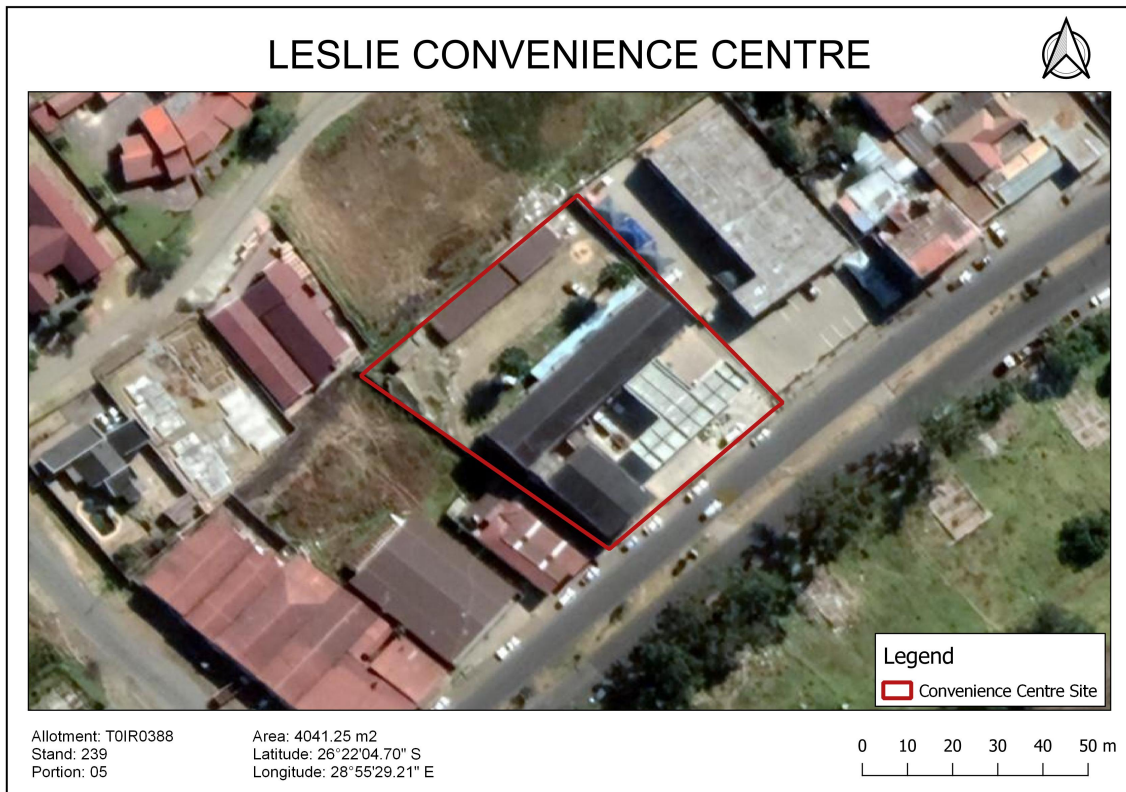 LESLIE CONVENIENCE CENTRE
Legend
Convenience Centre Site
Allotment: T0IR0388
Stand: 239
Portion: 05
Area: 4041.25 m2
Latitude: 26°22'04.70" S
Longitude: 28°55'29.21" E
0 10 20 30 40 50 m